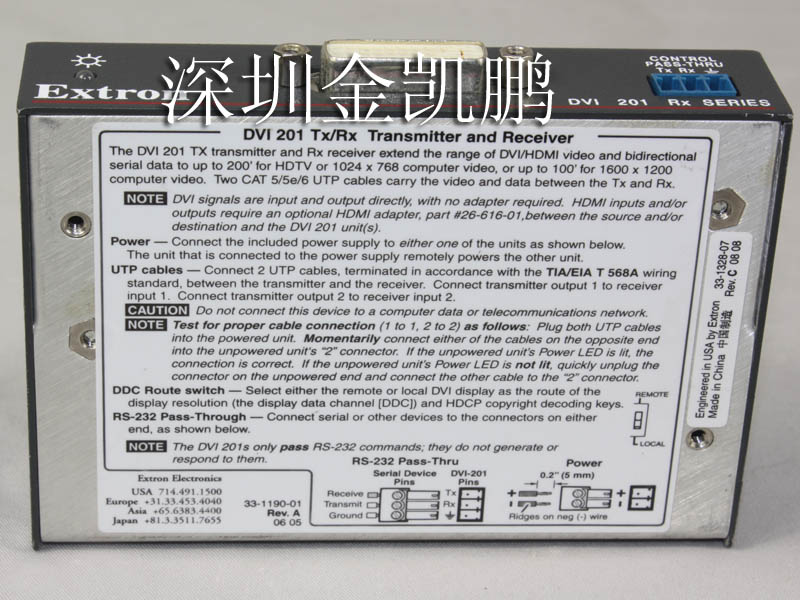 深圳金凯鹏
Extron
CONTROL
PASS-THRU
Tx Rx
DVI 201 Rx SERIES
DVI 201 Tx/Rx Transmitter and Receiver
The DVI 201 TX transmitter and Rx receiver extend the range of DVI/HDMI video and bidirectional
serial data to up to 200' for HDTV or 1024 x 768 computer video, or up to 100' for 1600 x 1200
computer video. Two CAT 5/5e/6 UTP cables carry the video and data between the Tx and Rx.
NOTE DVI signals are input and output directly, with no adapter required. HDMI inputs and/or
outputs require an optional HDMI adapter, part #26-616-01,between the source and/or
destination and the DVI 201 unit(s).
Power — Connect the included power supply to either one of the units as shown below.
The unit that is connected to the power supply remotely powers the other unit.
UTP cables — Connect 2 UTP cables, terminated in accordance with the TIA/EIA T 568A wiring
standard, between the transmitter and the receiver. Connect transmitter output 1 to receiver
input 1. Connect transmitter output 2 to receiver input 2.
CAUTION Do not connect this device to a computer data or telecommunications network.
NOTE Test for proper cable connection (1 to 1, 2 to 2) as follows: Plug both UTP cables
into the powered unit. Momentarily connect either of the cables on the opposite end
into the unpowered unit's "2" connector. If the unpowered unit's Power LED is lit, the
connection is correct. If the unpowered unit's Power LED is not lit, quickly unplug the
connector on the unpowered end and connect the other cable to the "2" connector.
DDC Route switch — Select either the remote or local DVI display as the route of the
display resolution (the display data channel [DDC]) and HDCP copyright decoding keys.
RS-232 Pass-Through — Connect serial or other devices to the connectors on either
end, as shown below.
NOTE The DVI 201s only pass RS-232 commands; they do not generate or
respond to them.
REMOTE
LOCAL
Extron Electronics
USA 714.491.1500
Europe +31.33.453.4040
Asia +65.6383.4400
Japan +81.3.3511.7655
33-1190-01
Rev. A
06 05
RS-232 Pass-Thru
Serial Device
Pins
DVI-201
Pins
Receive
Transmit
Ground
Tx
Rx
Power
0.2" (5 mm)
+
-
+
-
Ridges on neg (-) wire
Engineered in USA by Extron 33-1328-07
Made in China 中国制造 Rev. C 08 08